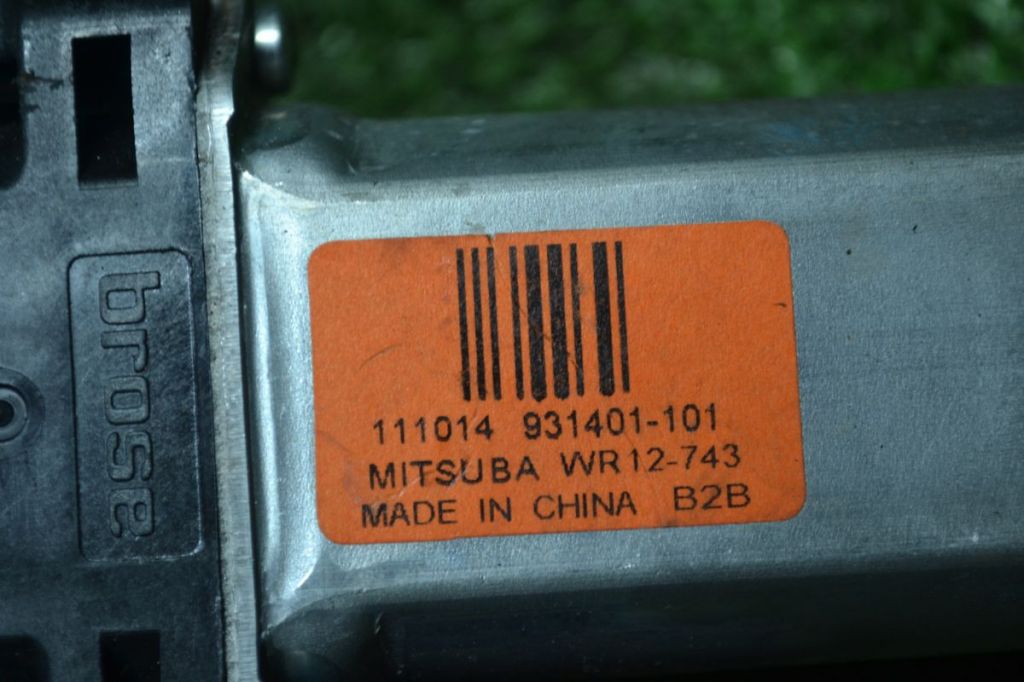 brose
111014 931401-101
MITSUBA WR12-743
MADE IN CHINA B2B